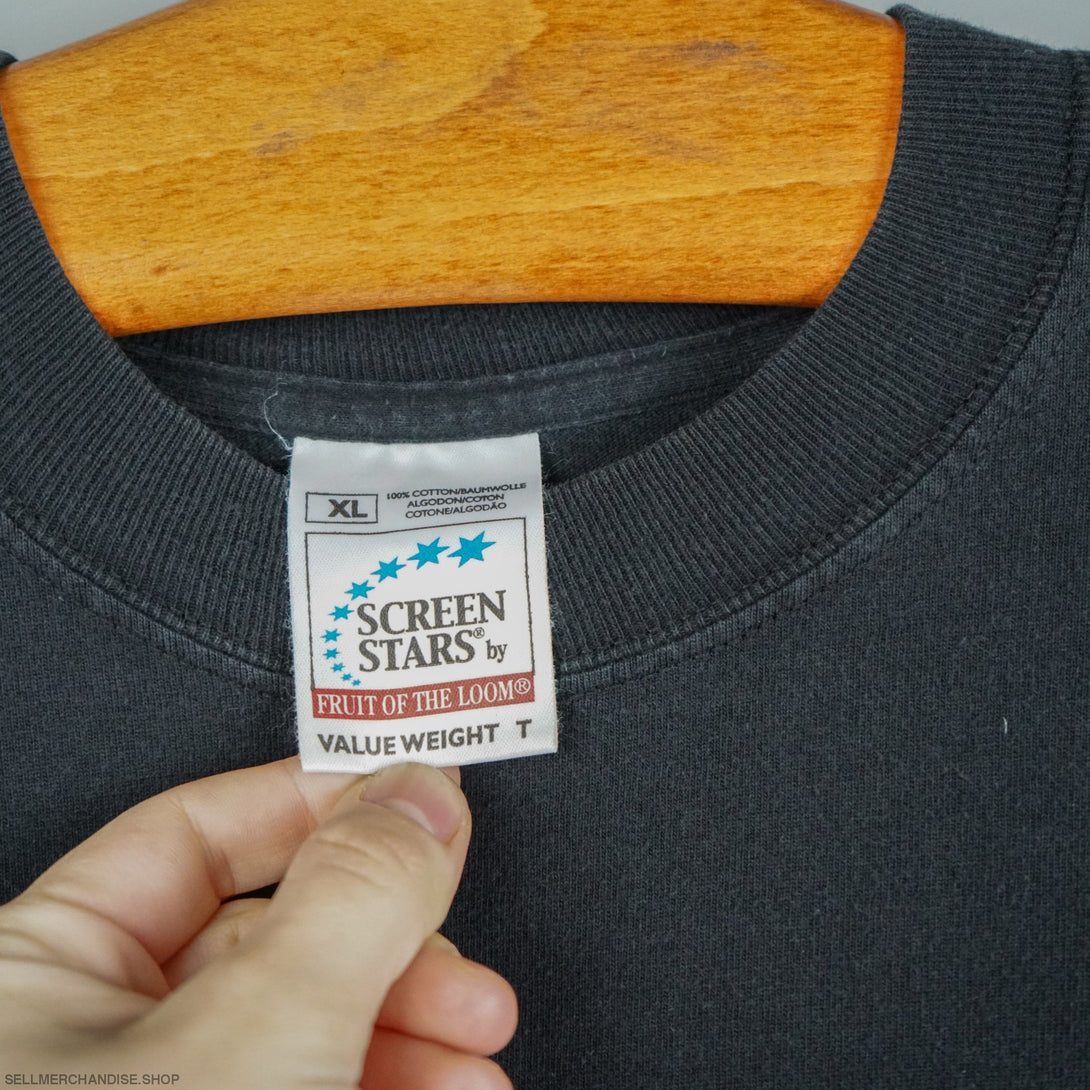 XL
100% COTTON/BAUMWOLLE
ALGODON/COTON
COTONE/ALGODÃO
SCREEN
STARS® by
FRUIT OF THE LOOM®
VALUE WEIGHT T
SELLMERCHANDISE.SHOP